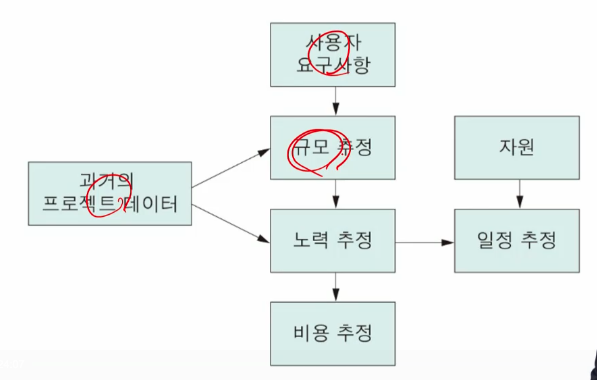 사용자
요구사항
규모 추정
자원
과거의
프로젝트 데이터
노력 추정
일정 추정
비용 추정